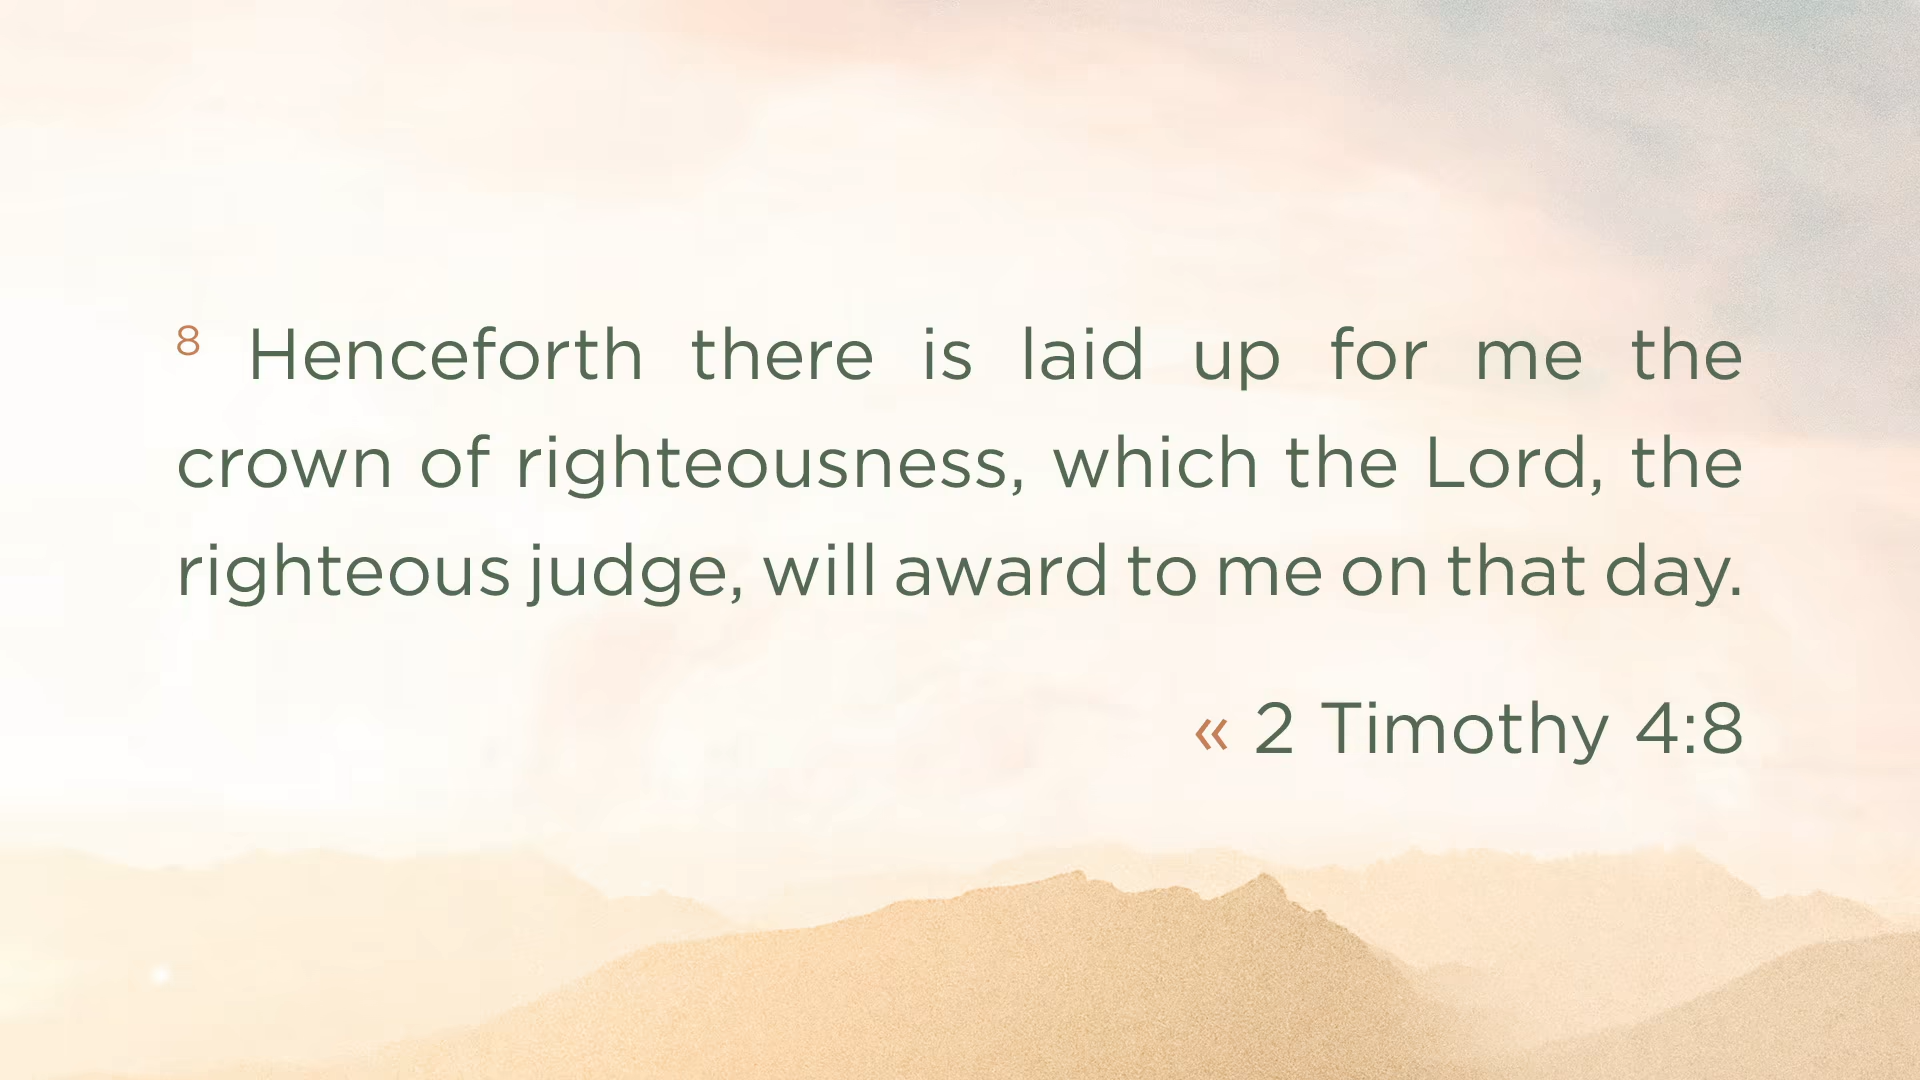 8 Henceforth there is laid up for me the
crown of righteousness, which the Lord, the
righteous judge, will award to me on that day.
« 2 Timothy 4:8